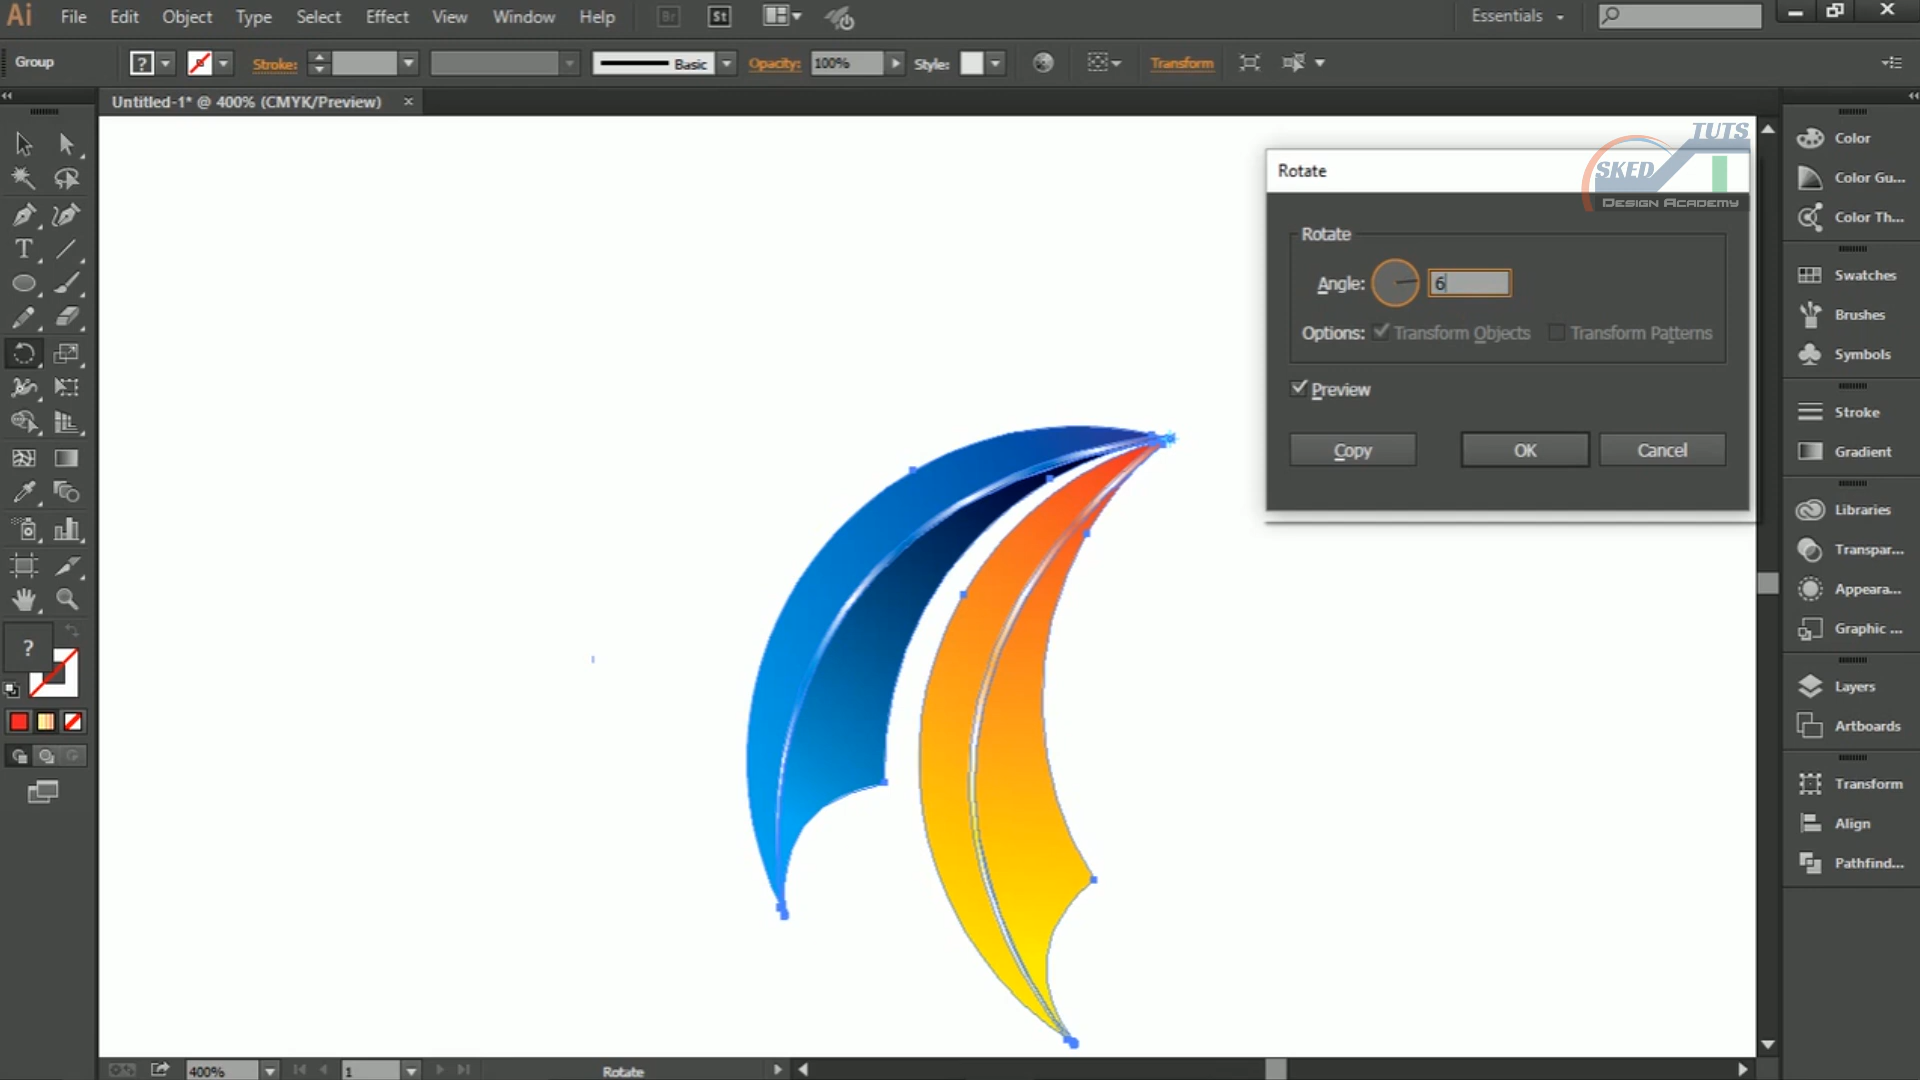 Ai File Edit Object Type Select Effect View Window Help Br St Essentials
Group ? Stroke: Basic Opacity: 100% Style: Transform
Untitled-1* @ 400% (CMYK/Preview) ×
TUTS
SKED
Design Academy
Rotate
Rotate
Angle: 6
Options: Transform Objects Transform Patterns
Preview
Copy OK Cancel
T
?
Color
Color Gu...
Color Th...
Swatches
Brushes
Symbols
Stroke
Gradient
Libraries
Transpar...
Appeara...
Graphic ...
Layers
Artboards
Transform
Align
Pathfind...
400% 1 Rotate